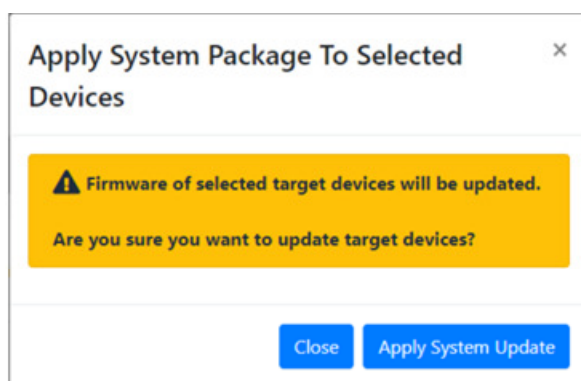 Apply System Package To Selected
Devices
×
Firmware of selected target devices will be updated.
Are you sure you want to update target devices?
Close
Apply System Update